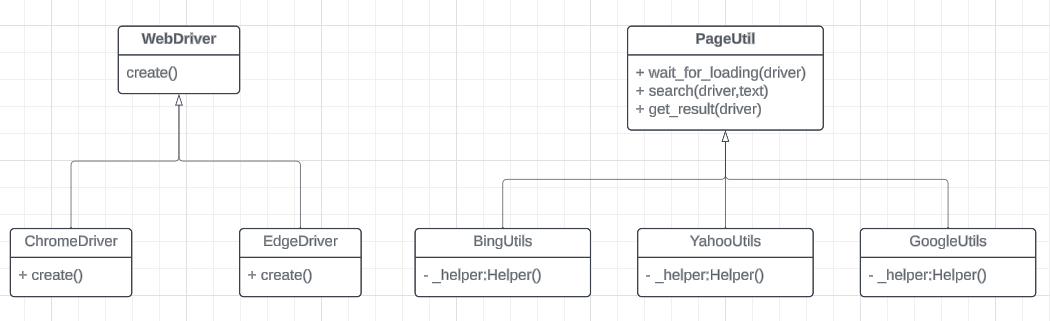 WebDriver
create()
PageUtil
+ wait_for_loading(driver)
+ search(driver,text)
+ get_result(driver)
ChromeDriver
+ create()
EdgeDriver
+ create()
BingUtils
- _helper:Helper()
YahooUtils
- _helper:Helper()
GoogleUtils
- _helper:Helper()